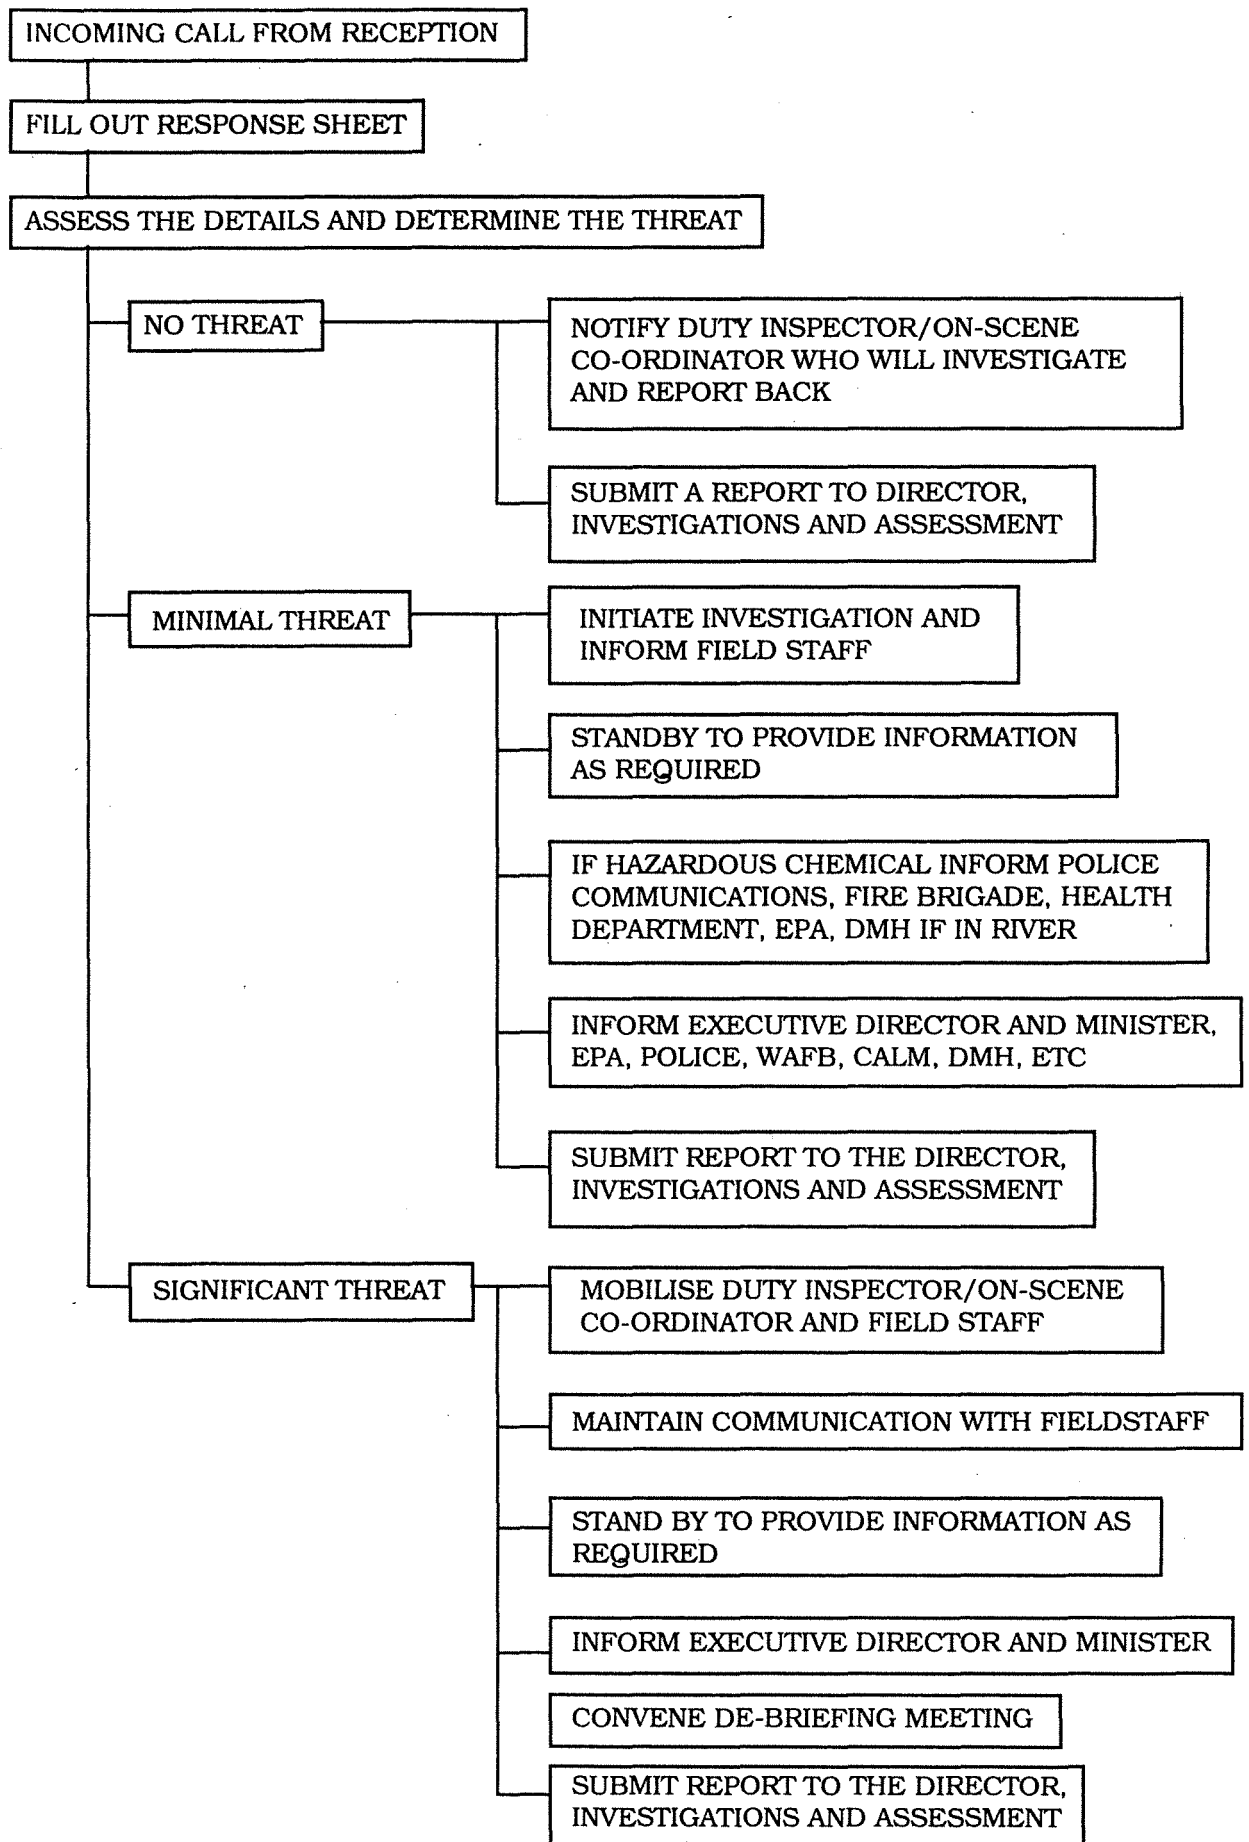 INCOMING CALL FROM RECEPTION
FILL OUT RESPONSE SHEET
ASSESS THE DETAILS AND DETERMINE THE THREAT
NO THREAT
NOTIFY DUTY INSPECTOR/ON-SCENE
CO-ORDINATOR WHO WILL INVESTIGATE
AND REPORT BACK
SUBMIT A REPORT TO DIRECTOR,
INVESTIGATIONS AND ASSESSMENT
MINIMAL THREAT
INITIATE INVESTIGATION AND
INFORM FIELD STAFF
STANDBY TO PROVIDE INFORMATION
AS REQUIRED
IF HAZARDOUS CHEMICAL INFORM POLICE
COMMUNICATIONS, FIRE BRIGADE, HEALTH
DEPARTMENT, EPA, DMH IF IN RIVER
INFORM EXECUTIVE DIRECTOR AND MINISTER,
EPA, POLICE, WAFB, CALM, DMH, ETC
SUBMIT REPORT TO THE DIRECTOR,
INVESTIGATIONS AND ASSESSMENT
SIGNIFICANT THREAT
MOBILISE DUTY INSPECTOR/ON-SCENE
CO-ORDINATOR AND FIELD STAFF
MAINTAIN COMMUNICATION WITH FIELDSTAFF
STAND BY TO PROVIDE INFORMATION AS
REQUIRED
INFORM EXECUTIVE DIRECTOR AND MINISTER
CONVENE DE-BRIEFING MEETING
SUBMIT REPORT TO THE DIRECTOR,
INVESTIGATIONS AND ASSESSMENT